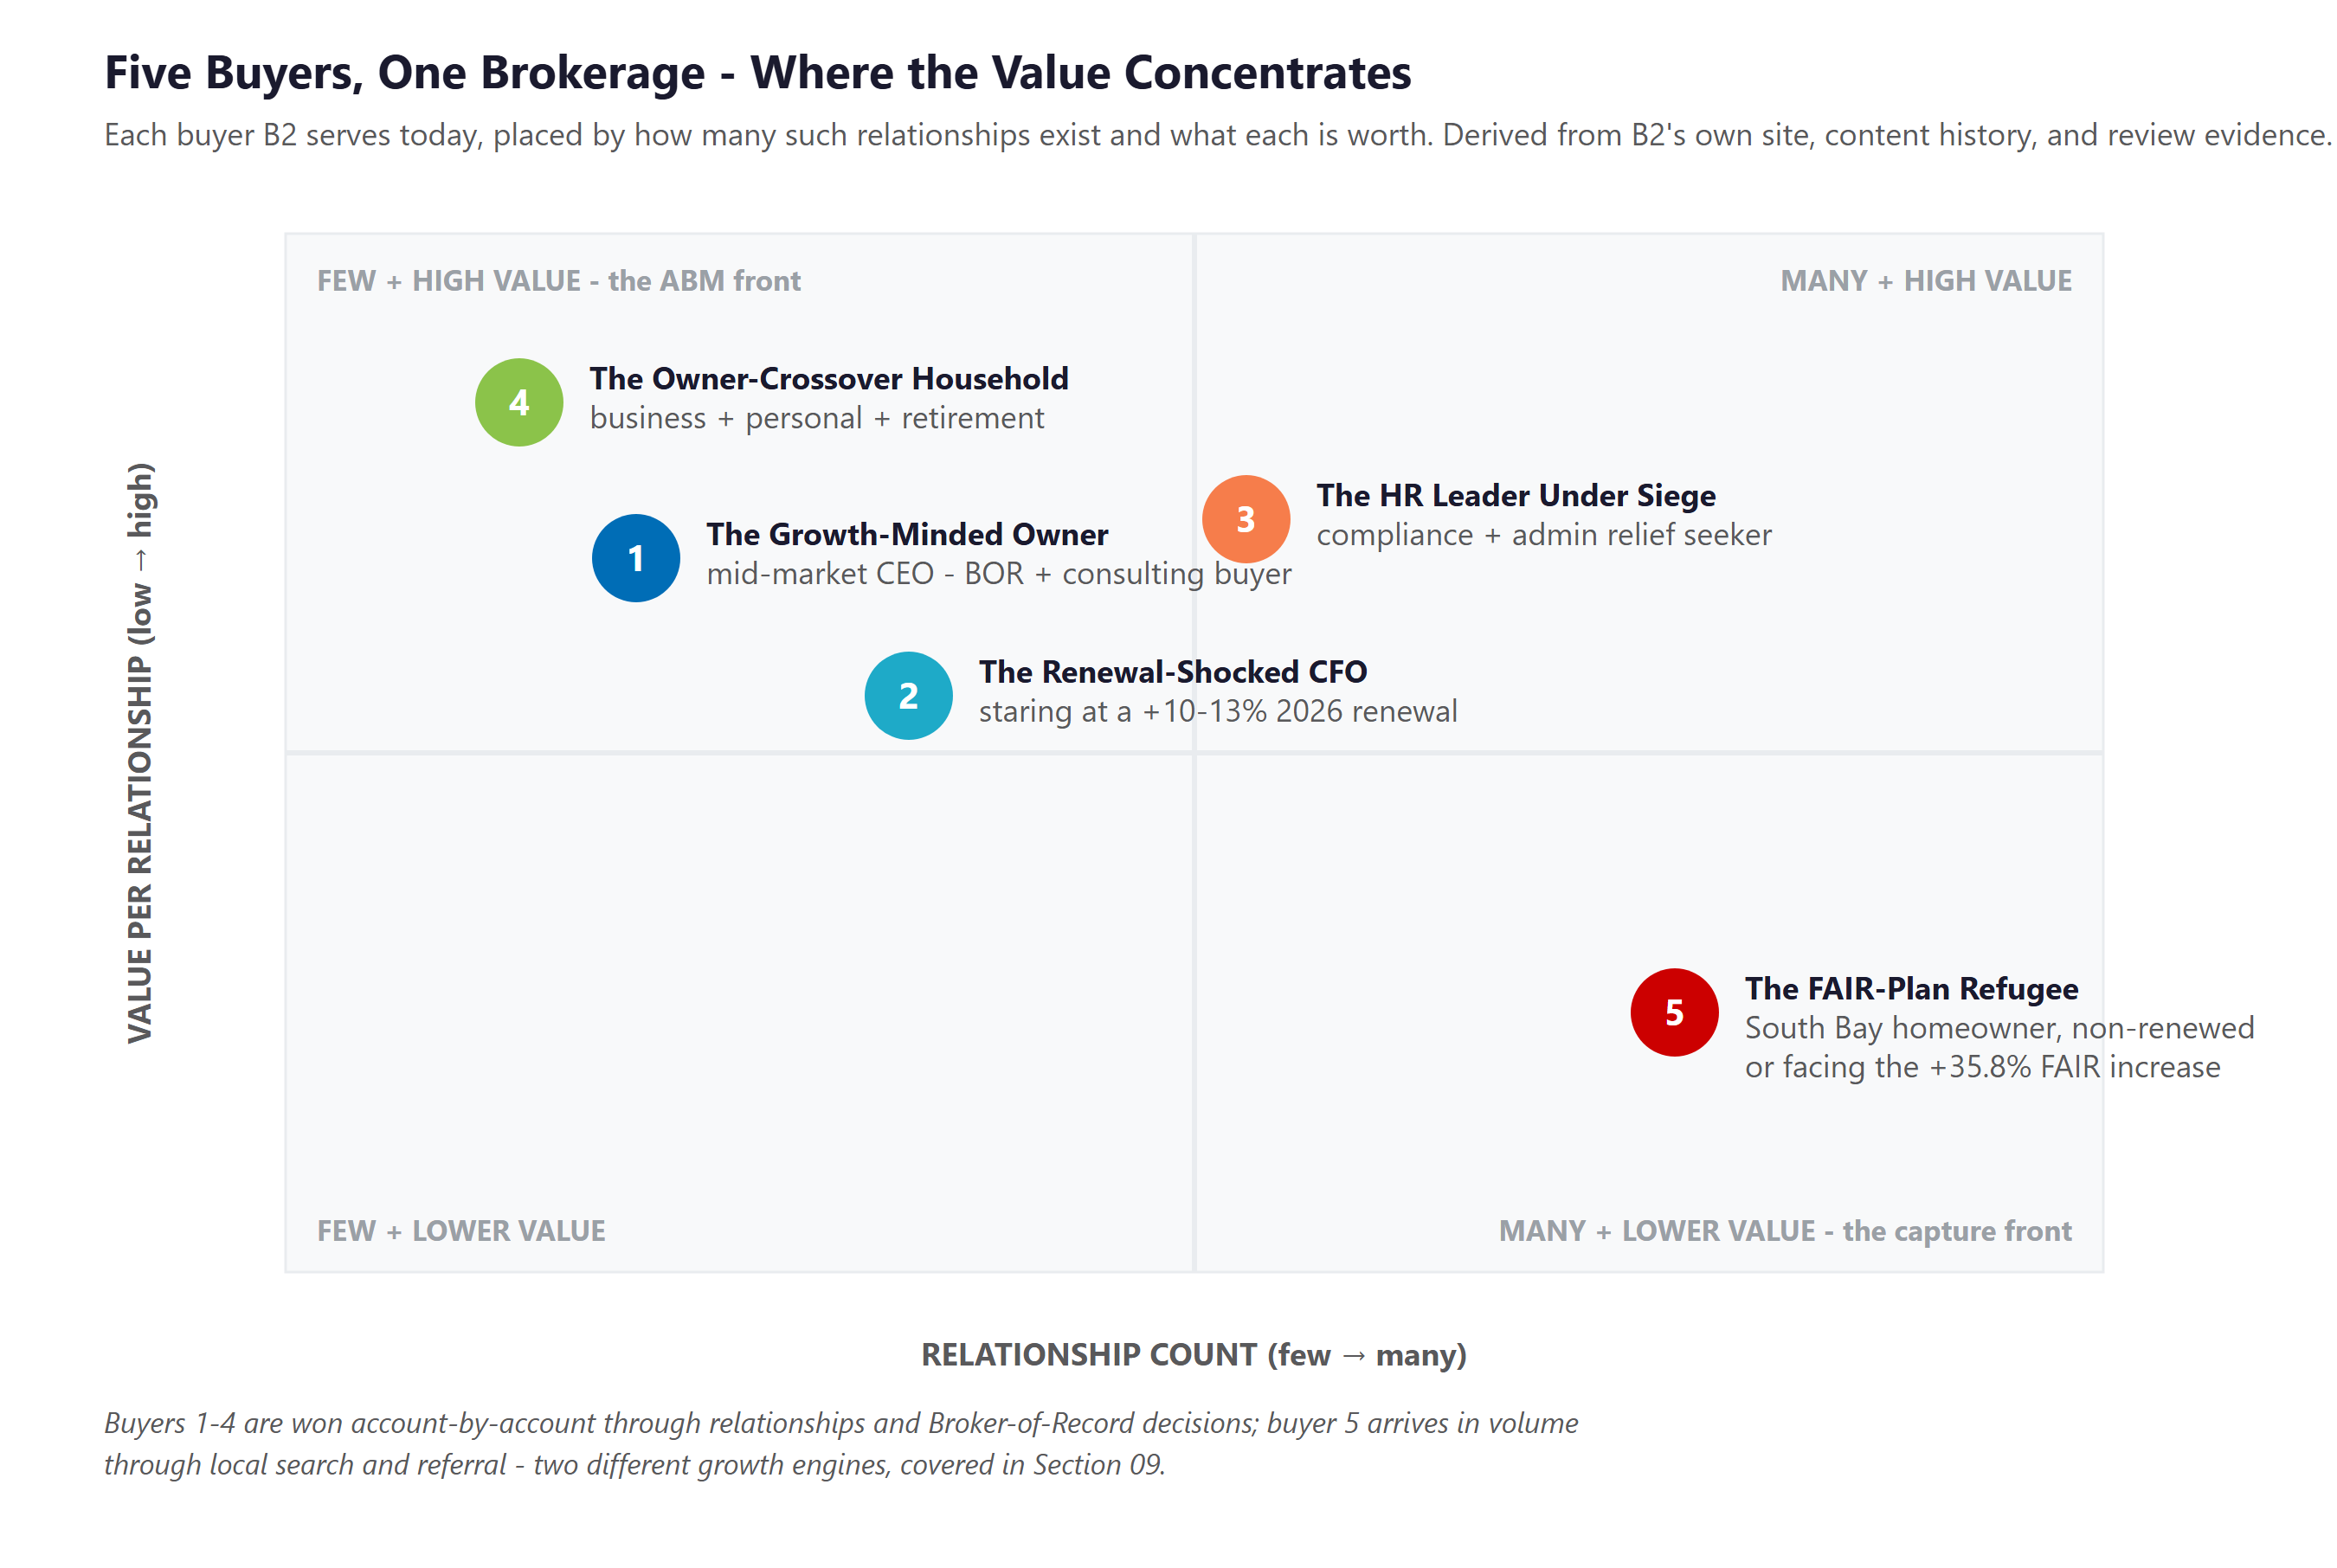 Five Buyers, One Brokerage - Where the Value Concentrates
Each buyer B2 serves today, placed by how many such relationships exist and what each is worth. Derived from B2's own site, content history, and review evidence.
FEW + HIGH VALUE - the ABM front
MANY + HIGH VALUE
4
The Owner-Crossover Household
business + personal + retirement
3
The HR Leader Under Siege
compliance + admin relief seeker
1
The Growth-Minded Owner
mid-market CEO - BOR + consulting buyer
2
The Renewal-Shocked CFO
staring at a +10-13% 2026 renewal
VALUE PER RELATIONSHIP (low → high)
5
The FAIR-Plan Refugee
South Bay homeowner, non-renewed
or facing the +35.8% FAIR increase
FEW + LOWER VALUE
MANY + LOWER VALUE - the capture front
RELATIONSHIP COUNT (few → many)
Buyers 1-4 are won account-by-account through relationships and Broker-of-Record decisions; buyer 5 arrives in volume
through local search and referral - two different growth engines, covered in Section 09.